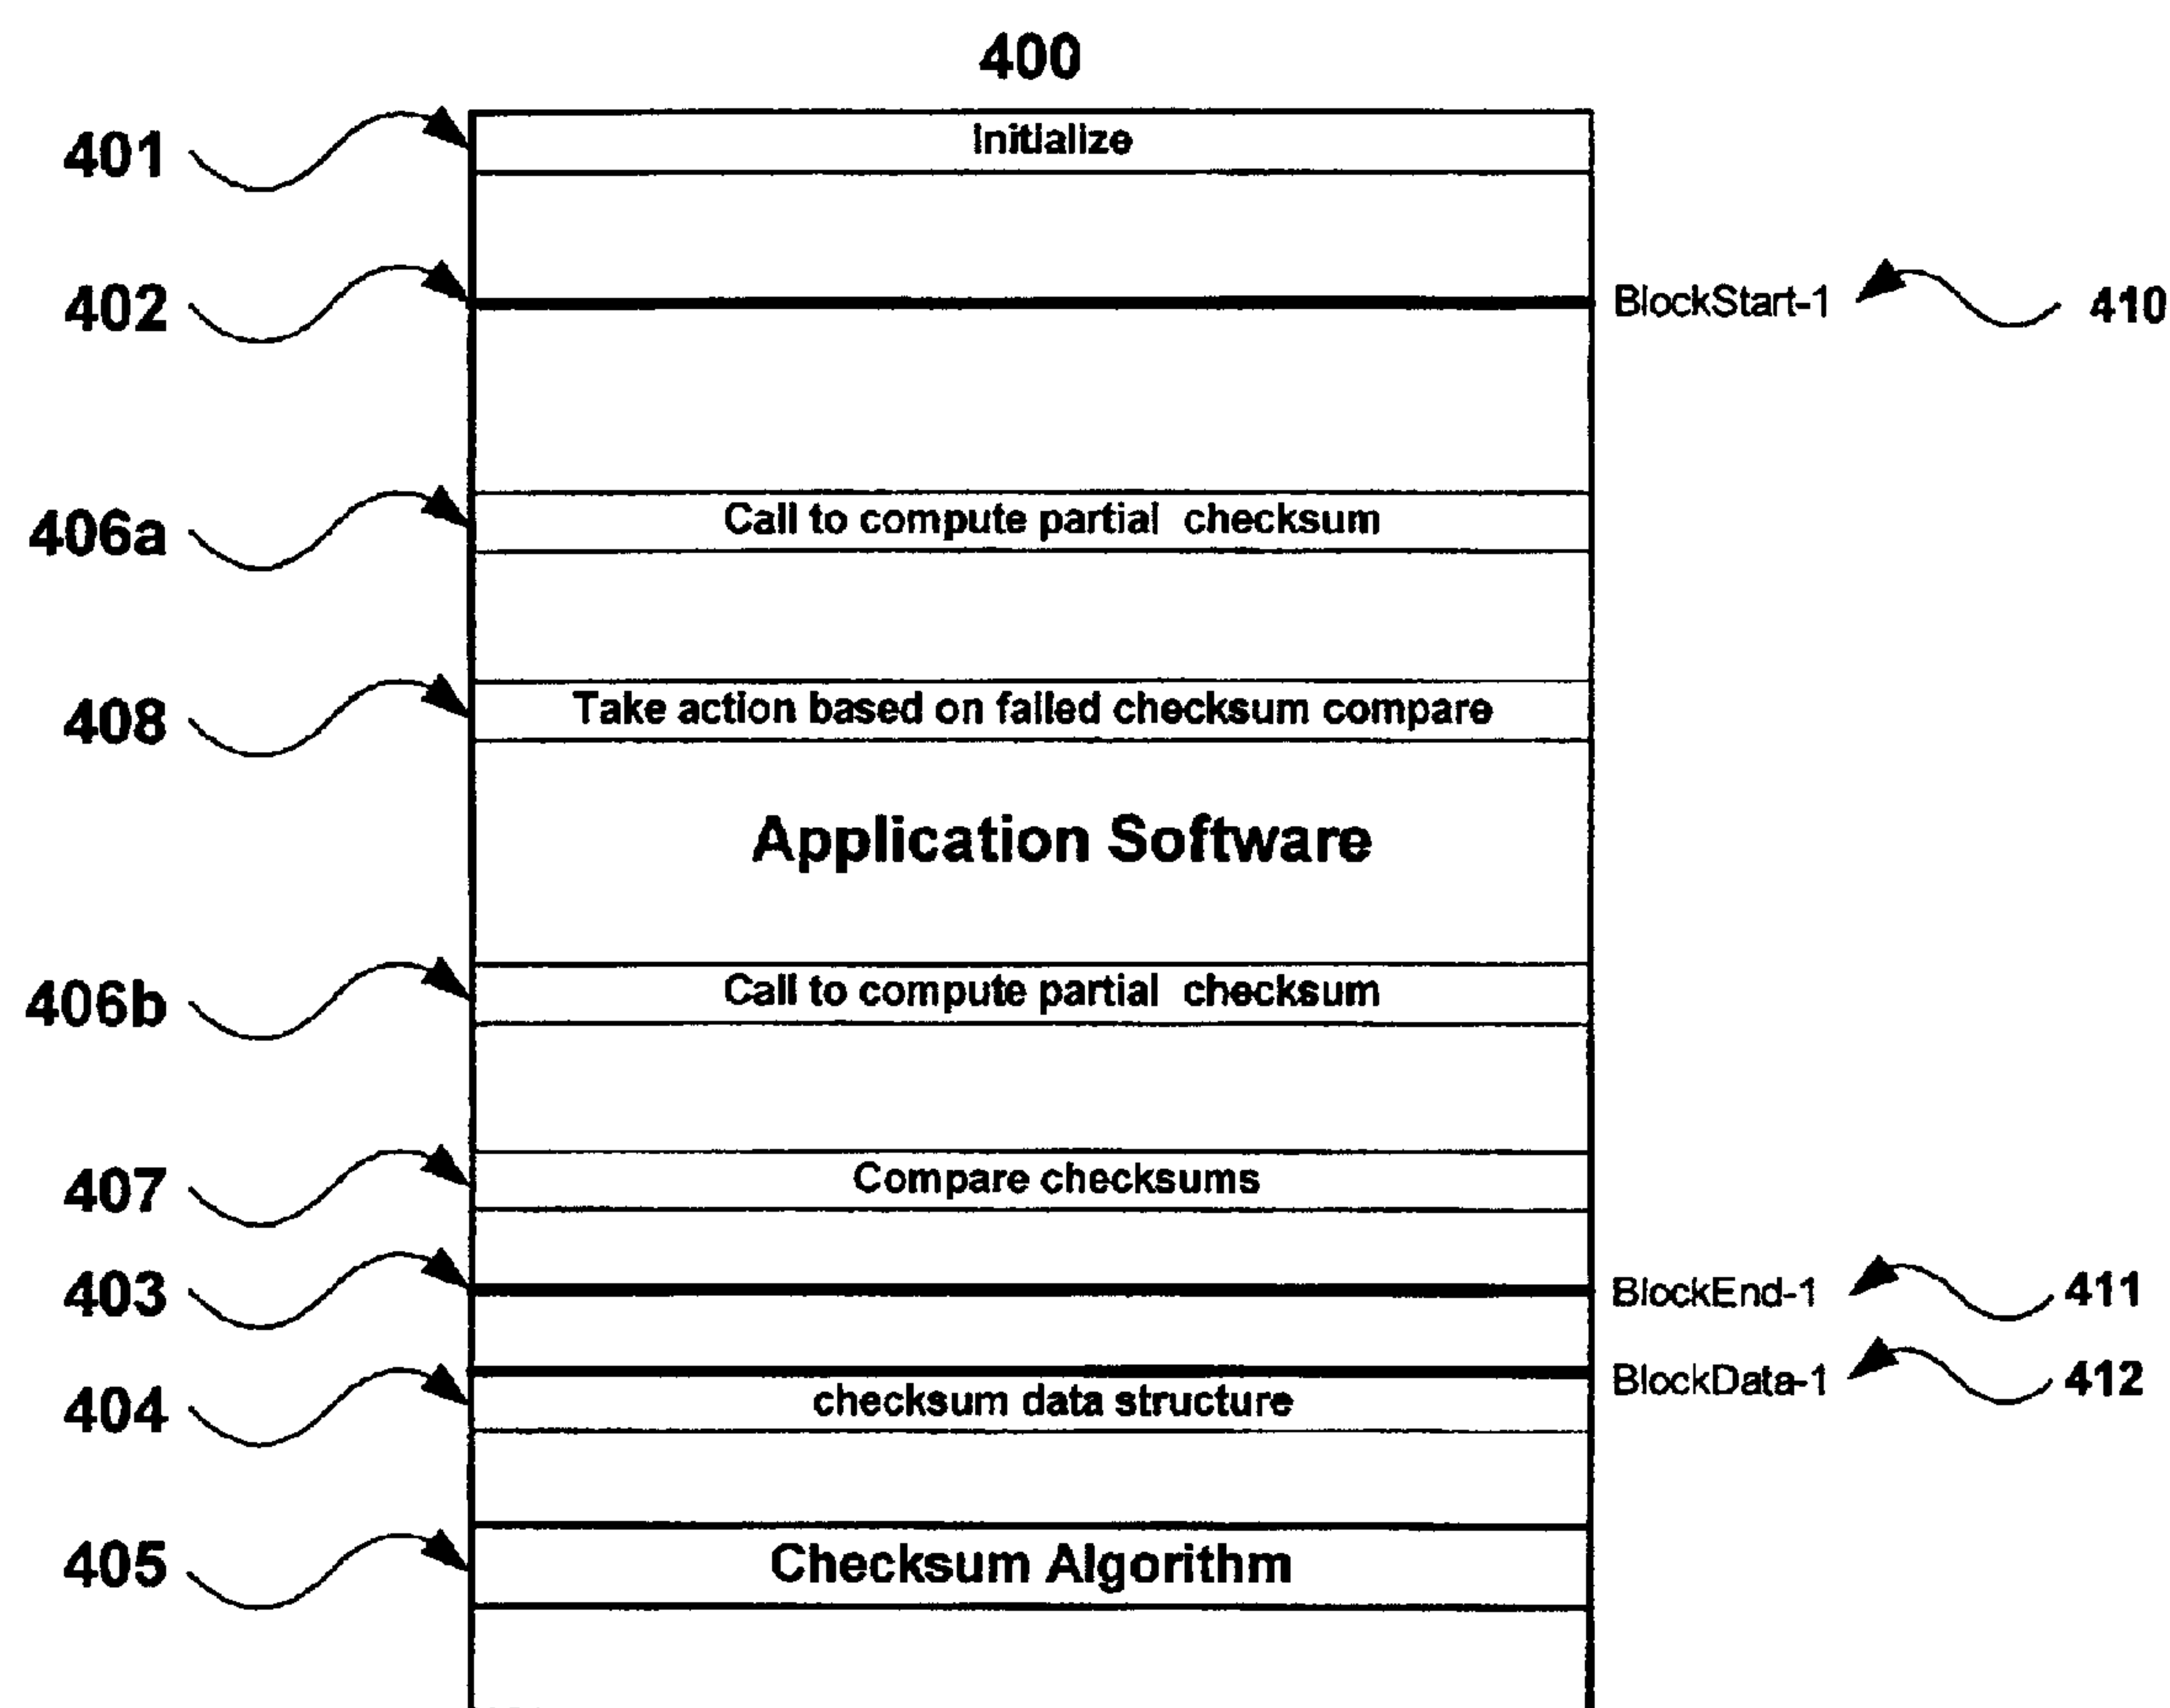 400
401 Initialize
402 BlockStart-1 410
406a Call to compute partial checksum
408 Take action based on failed checksum compare
Application Software
406b Call to compute partial checksum
407 Compare checksums
403 BlockEnd-1 411
BlockData-1 412
404 checksum data structure
405 Checksum Algorithm